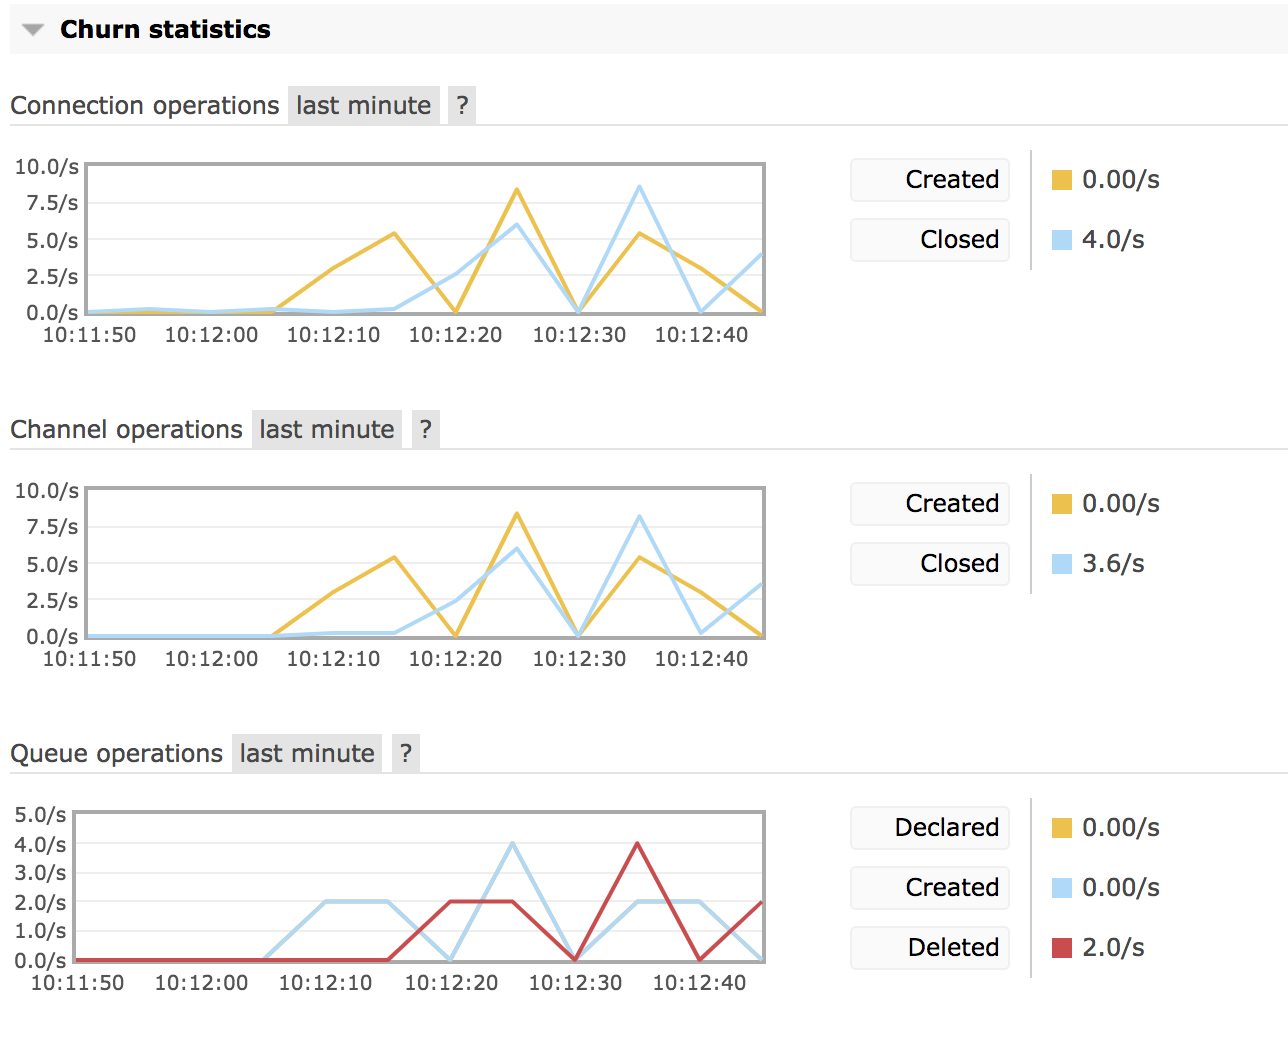 Churn statistics
Connection operations last minute ?
10.0/s
7.5/s
5.0/s
2.5/s
0.0/s
10:11:50 10:12:00 10:12:10 10:12:20 10:12:30 10:12:40
Created 0.00/s
Closed 4.0/s
Channel operations last minute ?
10.0/s
7.5/s
5.0/s
2.5/s
0.0/s
10:11:50 10:12:00 10:12:10 10:12:20 10:12:30 10:12:40
Created 0.00/s
Closed 3.6/s
Queue operations last minute ?
5.0/s
4.0/s
3.0/s
2.0/s
1.0/s
0.0/s
10:11:50 10:12:00 10:12:10 10:12:20 10:12:30 10:12:40
Declared 0.00/s
Created 0.00/s
Deleted 2.0/s